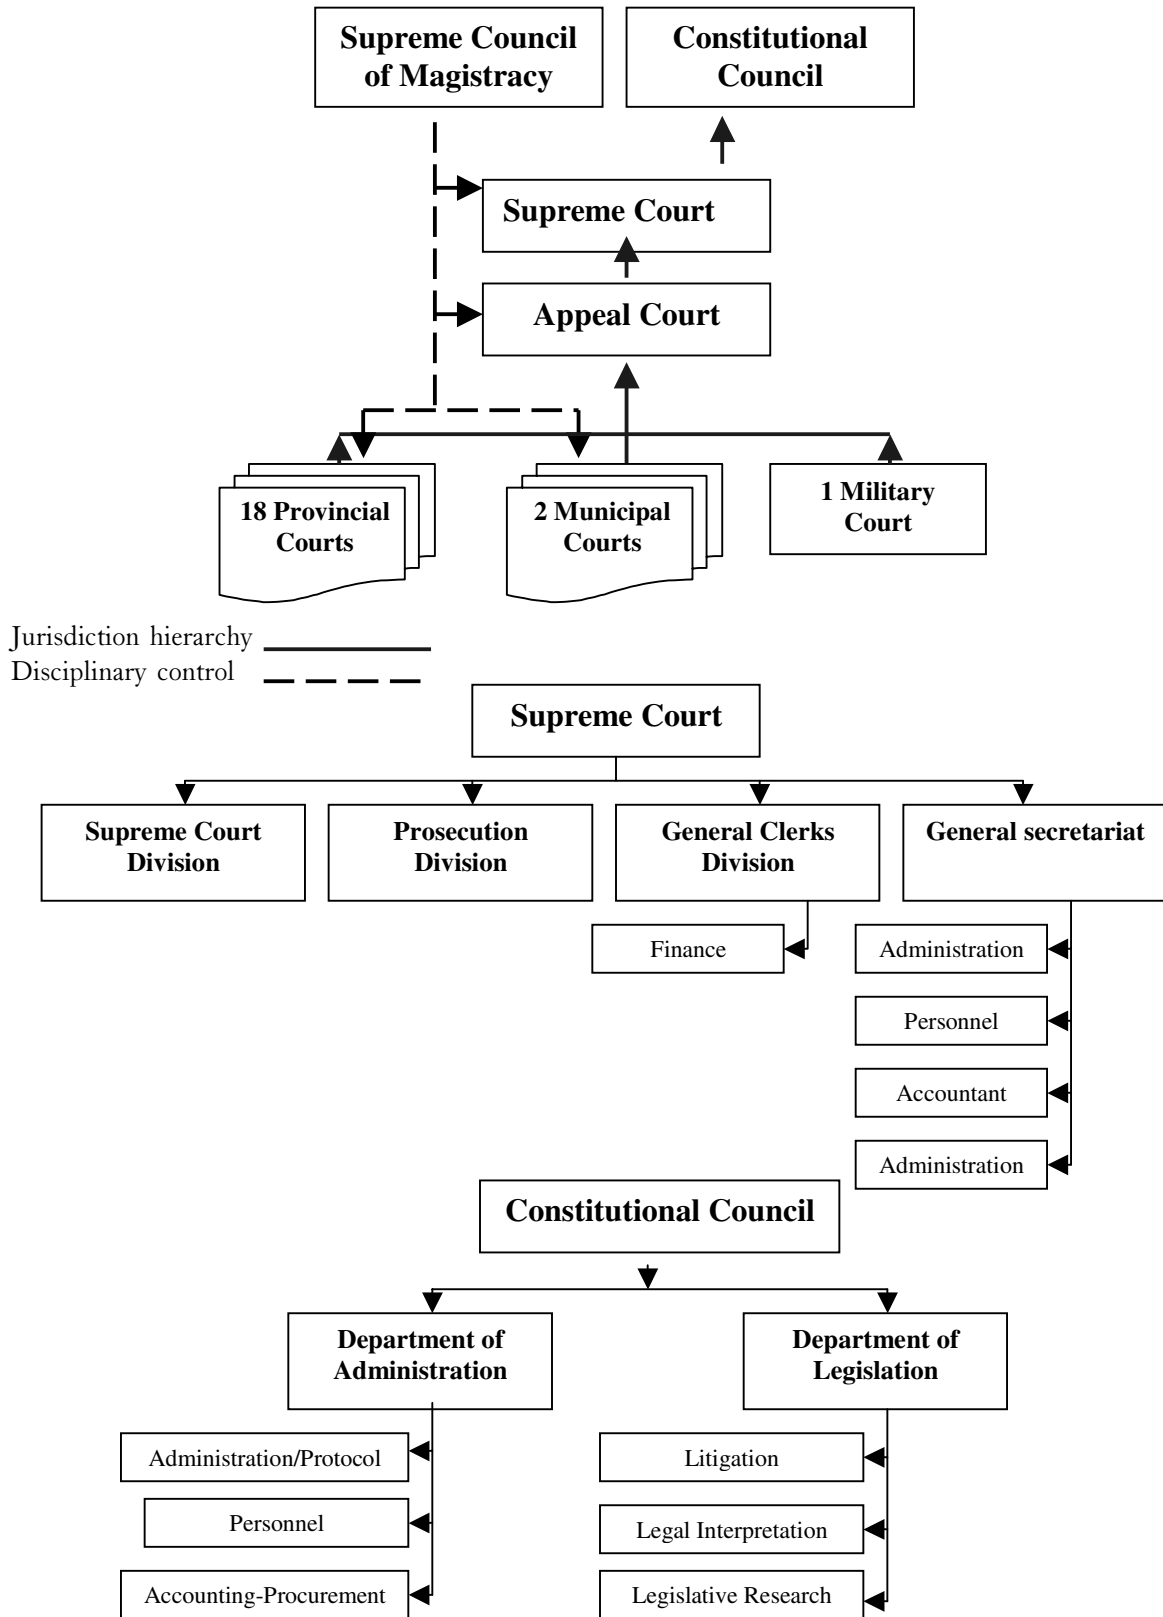 Supreme Council
of Magistracy
Constitutional
Council
Supreme Court
Appeal Court
18 Provincial
Courts
2 Municipal
Courts
1 Military
Court
Jurisdiction hierarchy
Disciplinary control
Supreme Court
Supreme Court
Division
Prosecution
Division
General Clerks
Division
General secretariat
Finance
Administration
Personnel
Accountant
Administration
Constitutional Council
Department of
Administration
Department of
Legislation
Administration/Protocol
Personnel
Accounting-Procurement
Litigation
Legal Interpretation
Legislative Research